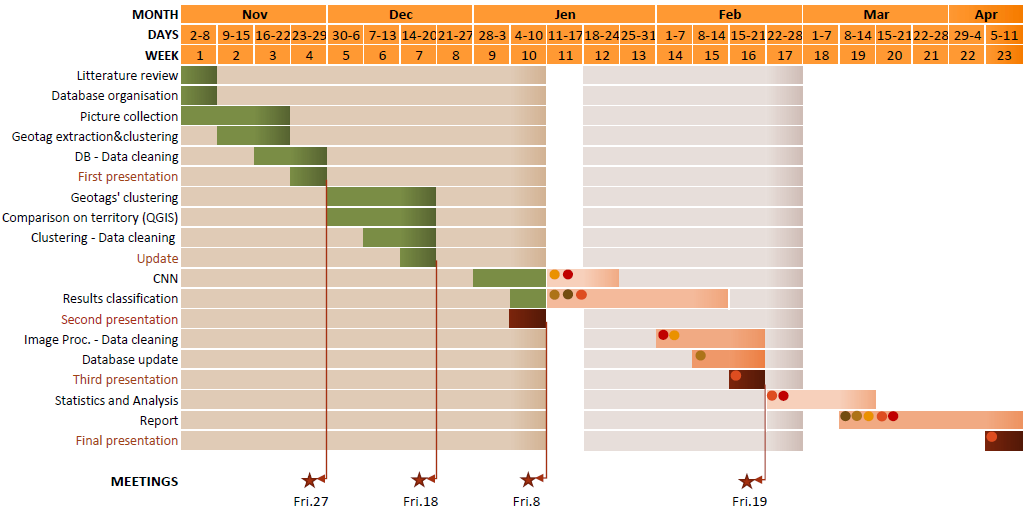 MONTH Nov Dec Jen Feb Mar Apr
DAYS 2-8 9-15 16-22 23-29 30-6 7-13 14-20 21-27 28-3 4-10 11-17 18-24 25-31 1-7 8-14 15-21 22-28 1-7 8-14 15-21 22-28 29-4 5-11
WEEK 1 2 3 4 5 6 7 8 9 10 11 12 13 14 15 16 17 18 19 20 21 22 23
Litterature review
Database organisation
Picture collection
Geotag extraction&clustering
DB - Data cleaning
First presentation
Geotags' clustering
Comparison on territory (QGIS)
Clustering - Data cleaning
Update
CNN
Results classification
Second presentation
Image Proc. - Data cleaning
Database update
Third presentation
Statistics and Analysis
Report
Final presentation
MEETINGS
Fri.27 Fri.18 Fri.8 Fri.19